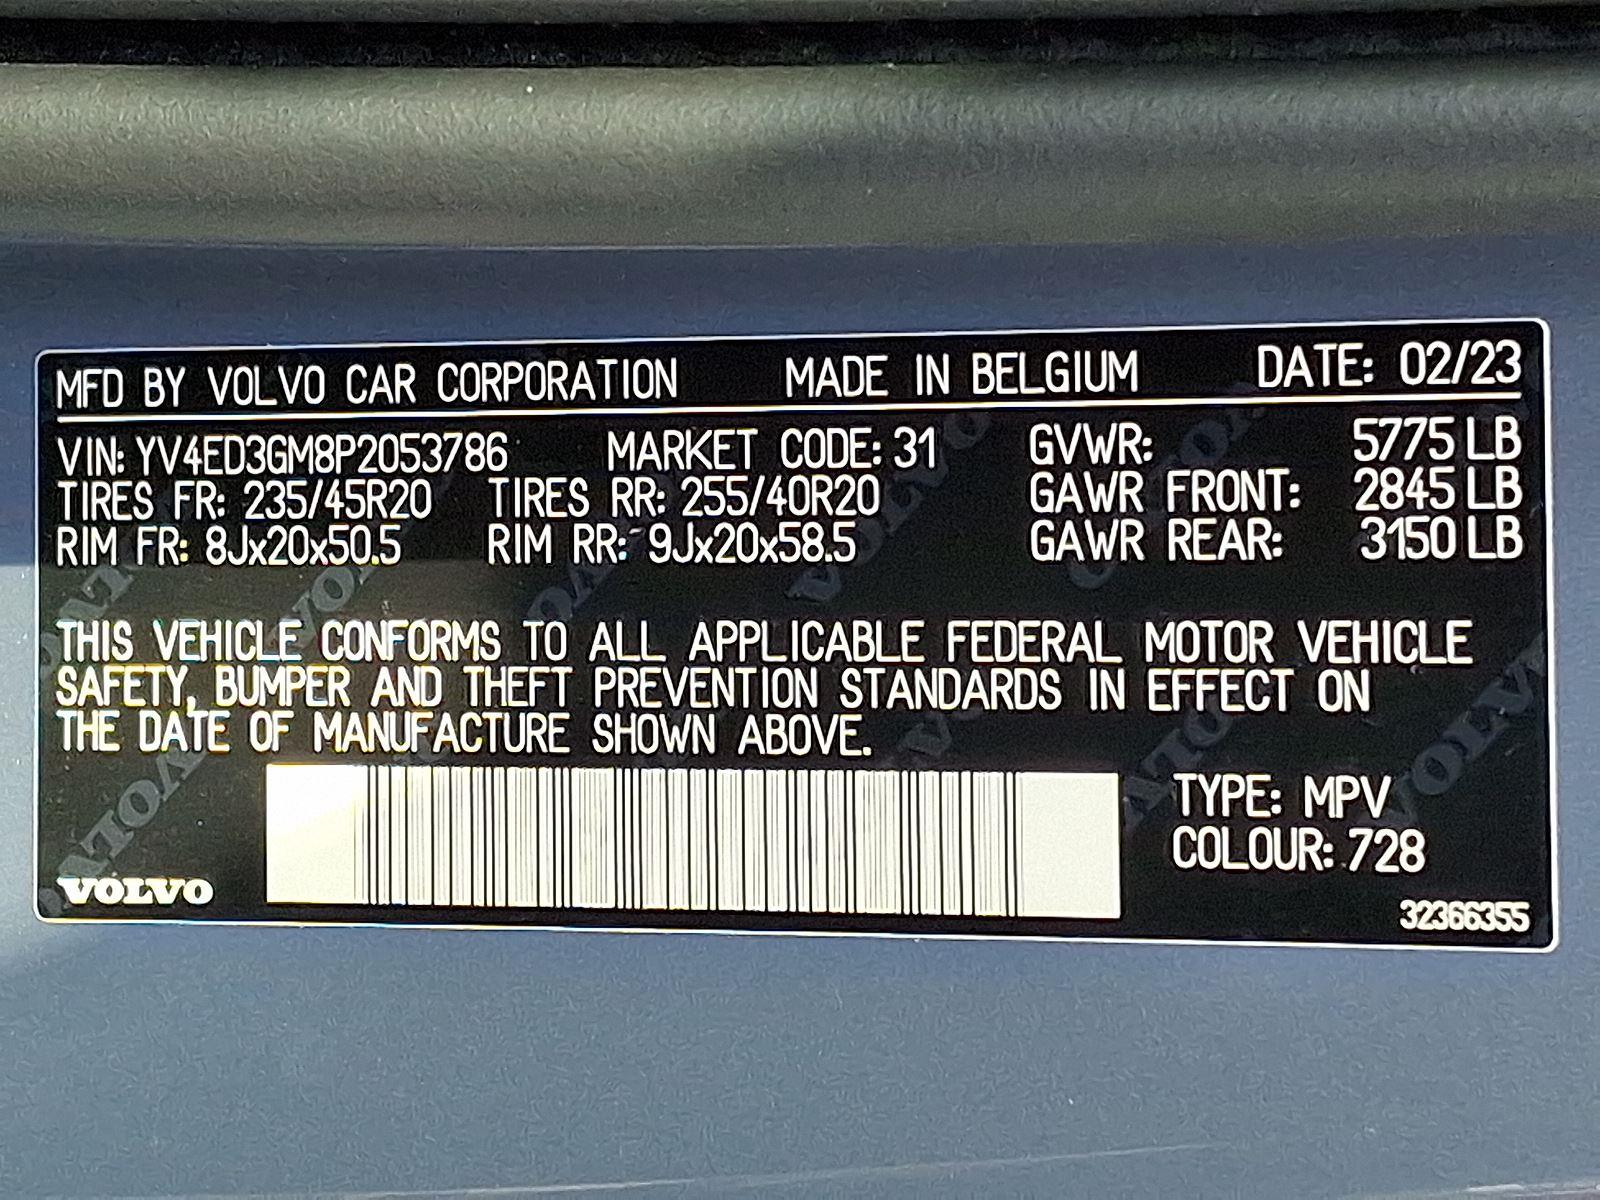 MFD BY VOLVO CAR CORPORATION MADE IN BELGIUM DATE: 02/23
VIN: YV4ED3GM8P2053786 MARKET CODE: 31 GVWR: 5775 LB
TIRES FR: 235/45R20 TIRES RR: 255/40R20 GAWR FRONT: 2845 LB
RIM FR: 8Jx20x50.5 RIM RR: 9Jx20x58.5 GAWR REAR: 3150 LB
THIS VEHICLE CONFORMS TO ALL APPLICABLE FEDERAL MOTOR VEHICLE
SAFETY, BUMPER AND THEFT PREVENTION STANDARDS IN EFFECT ON
THE DATE OF MANUFACTURE SHOWN ABOVE.
TYPE: MPV
COLOUR: 728
VOLVO
32366355